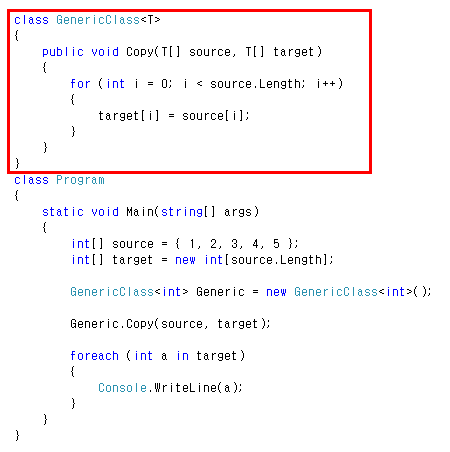 class GenericClass<T>
{
    public void Copy(T[] source, T[] target)
    {
        for (int i = 0; i < source.Length; i++)
        {
            target[i] = source[i];
        }
    }
}
class Program
{
    static void Main(string[] args)
    {
        int[] source = { 1, 2, 3, 4, 5 };
        int[] target = new int[source.Length];

        GenericClass<int> Generic = new GenericClass<int>();

        Generic.Copy(source, target);

        foreach (int a in target)
        {
            Console.WriteLine(a);
        }
    }
}